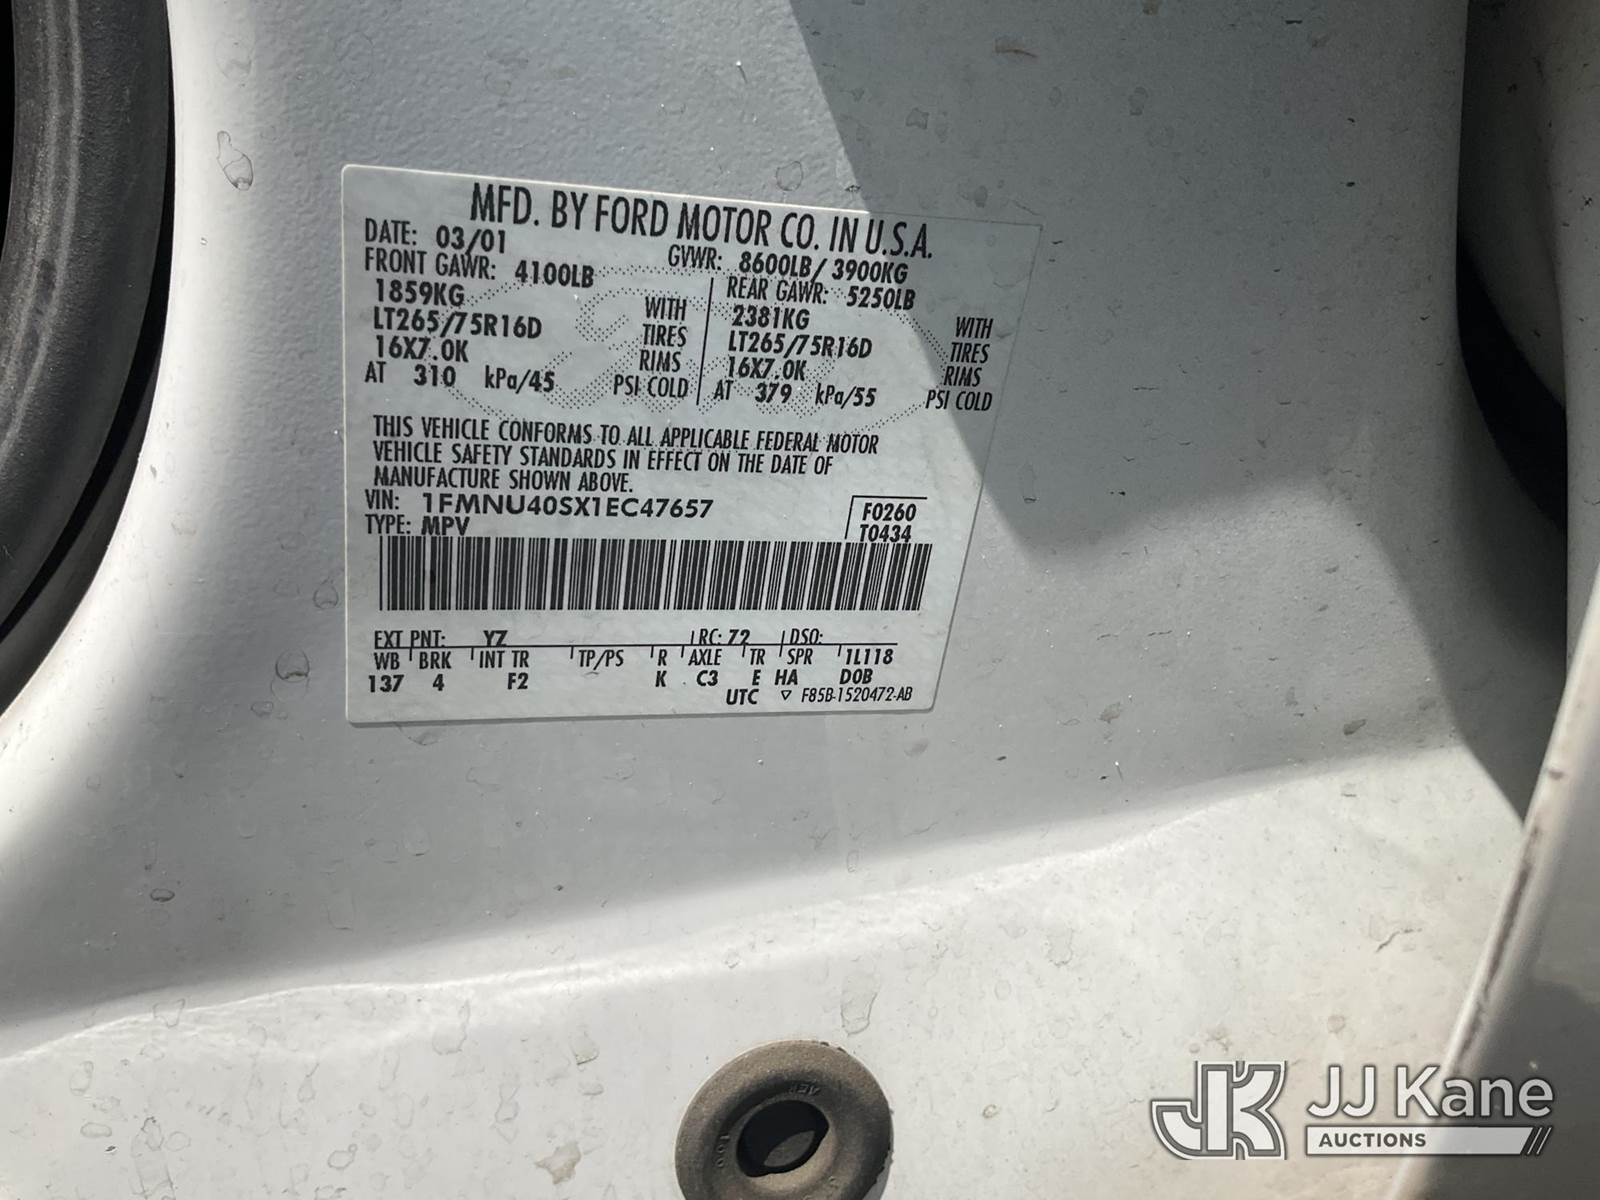 MFD. BY FORD MOTOR CO. IN U.S.A.
DATE: 03/01 GVWR: 8600LB/ 3900KG
FRONT GAWR: 4100LB REAR GAWR: 5250LB
1859KG WITH 2381KG WITH
LT265/75R16D TIRES LT265/75R16D TIRES
16X7.0K RIMS 16X7.0K RIMS
AT 310 kPa/45 PSI COLD AT 379 kPa/55 PSI COLD
THIS VEHICLE CONFORMS TO ALL APPLICABLE FEDERAL MOTOR
VEHICLE SAFETY STANDARDS IN EFFECT ON THE DATE OF
MANUFACTURE SHOWN ABOVE.
VIN: 1FMNU40SX1EC47657 F0260
TYPE: MPV T0434
EXT PNT: YZ RC: 72 DSO:
WB BRK INT TR TP/PS R AXLE TR SPR 1L118
137 4 F2 K C3 E HA DOB
UTC ▽ F85B-1520472-AB
JK JJ Kane
AUCTIONS